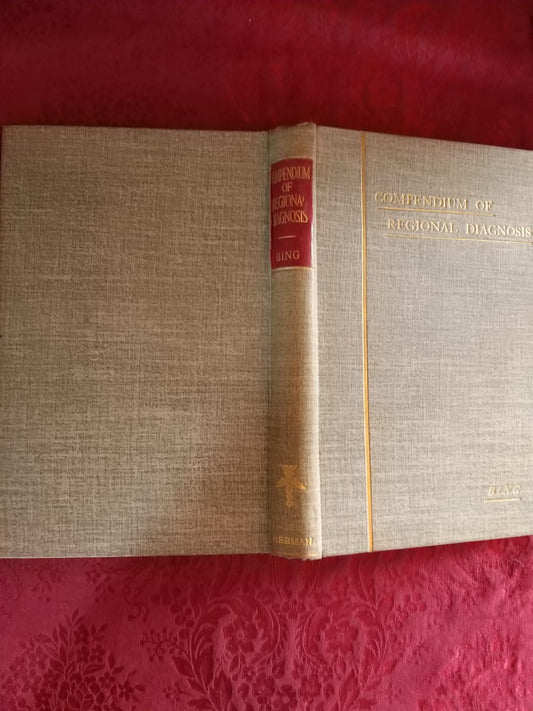 COMPENDIUM
OF
REGIONAL
DIAGNOSIS
BING
REBMAN
COMPENDIUM OF
REGIONAL DIAGNOSIS
BING